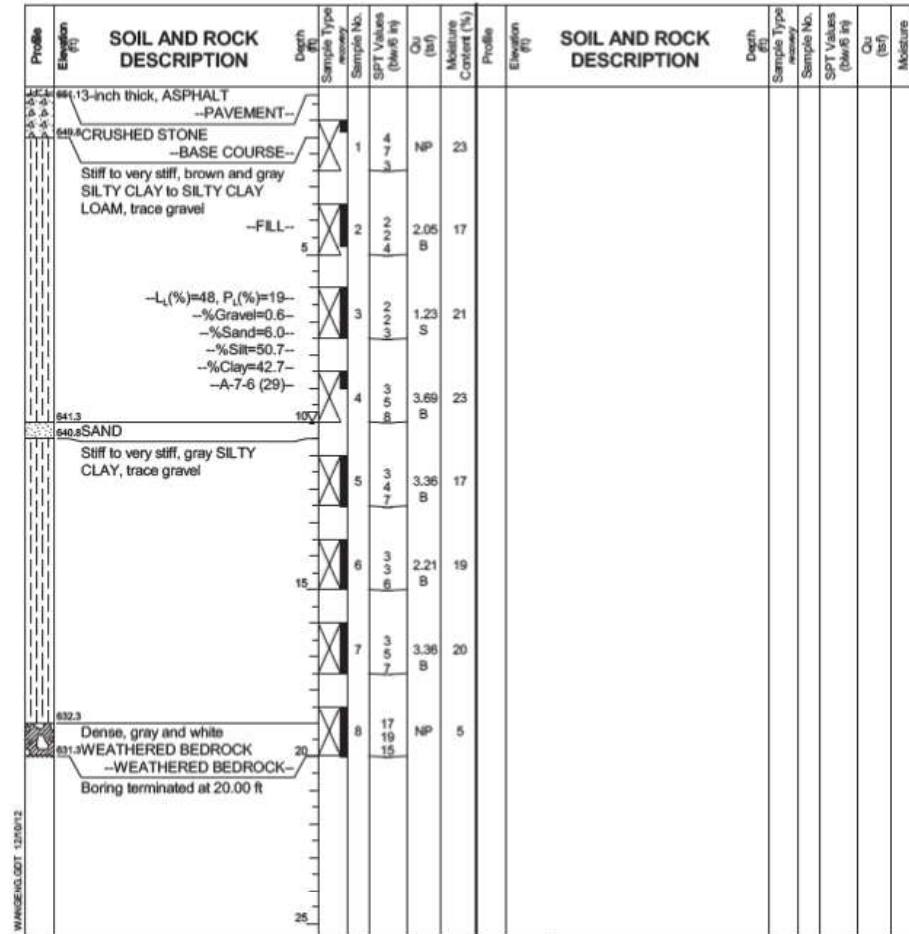 Profile
Elevation (ft)
SOIL AND ROCK DESCRIPTION
Depth (ft)
Sample Type
recovery
Sample No.
SPT Values (blw/6 in)
Qu (tsf)
Moisture Content (%)
Profile
Elevation (ft)
SOIL AND ROCK DESCRIPTION
Depth (ft)
Sample Type
recovery
Sample No.
SPT Values (blw/6 in)
Qu (tsf)
Moisture
3-inch thick, ASPHALT
--PAVEMENT--
CRUSHED STONE
--BASE COURSE--
1 4 7 3 NP 23
Stiff to very stiff, brown and gray
SILTY CLAY to SILTY CLAY
LOAM, trace gravel
--FILL--
5
2 2 2 4 2.05 B 17
--LL(%)=48, PL(%)=19--
--%Gravel=0.6--
--%Sand=6.0--
--%Silt=50.7--
--%Clay=42.7--
--A-7-6 (29)--
3 2 2 3 1.23 S 21
4 3 5 8 3.69 B 23
641.3
10
640.8 SAND
Stiff to very stiff, gray SILTY
CLAY, trace gravel
5 3 4 7 3.36 B 17
6 3 3 6 2.21 B 19
15
7 3 5 7 3.36 B 20
632.3
Dense, gray and white
631.3 WEATHERED BEDROCK
--WEATHERED BEDROCK--
20
8 17 19 15 NP 5
Boring terminated at 20.00 ft
25